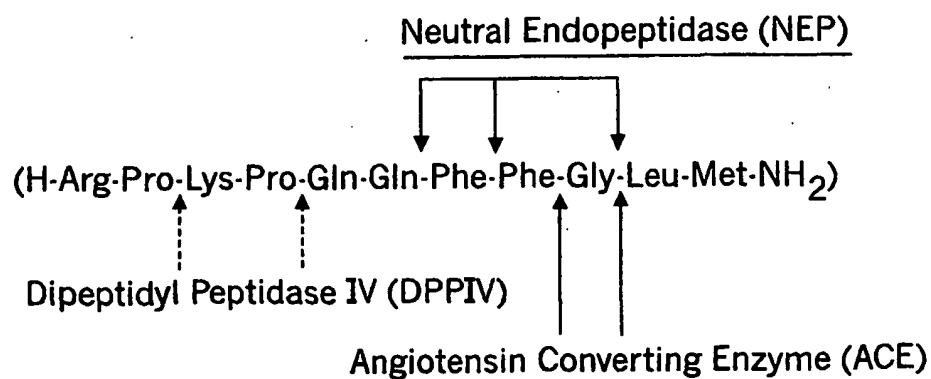 Neutral Endopeptidase (NEP)
(H-Arg-Pro-Lys-Pro-Gln-Gln-Phe-Phe-Gly-Leu-Met-NH2)
Dipeptidyl Peptidase IV (DPPIV)
Angiotensin Converting Enzyme (ACE)